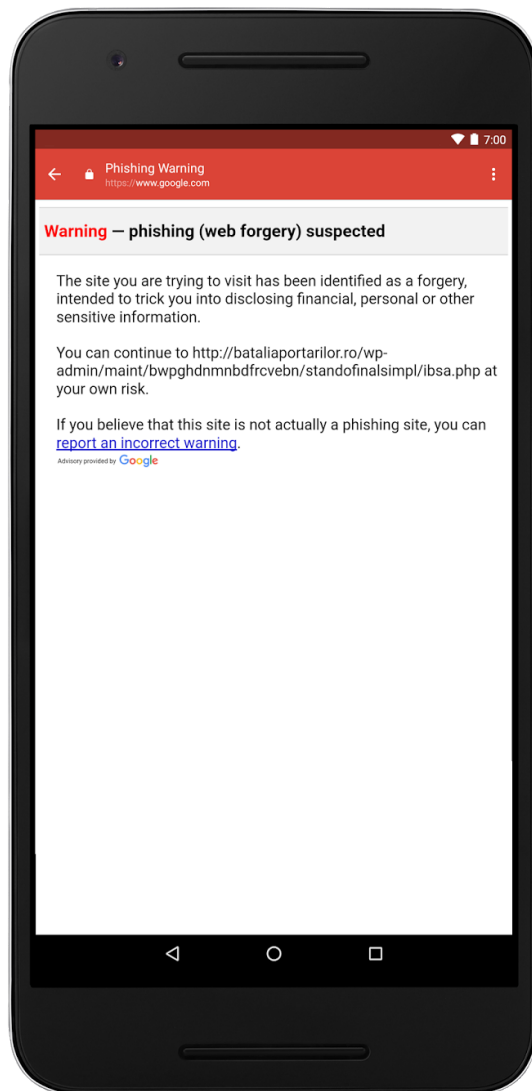 7:00
Phishing Warning
https://www.google.com
Warning — phishing (web forgery) suspected
The site you are trying to visit has been identified as a forgery,
intended to trick you into disclosing financial, personal or other
sensitive information.
You can continue to http://bataliaportarilor.ro/wp-
admin/maint/bwpghdnmnbdfrcvebn/standofinalsimpl/ibsa.php at
your own risk.
If you believe that this site is not actually a phishing site, you can
report an incorrect warning.
Advisory provided by Google